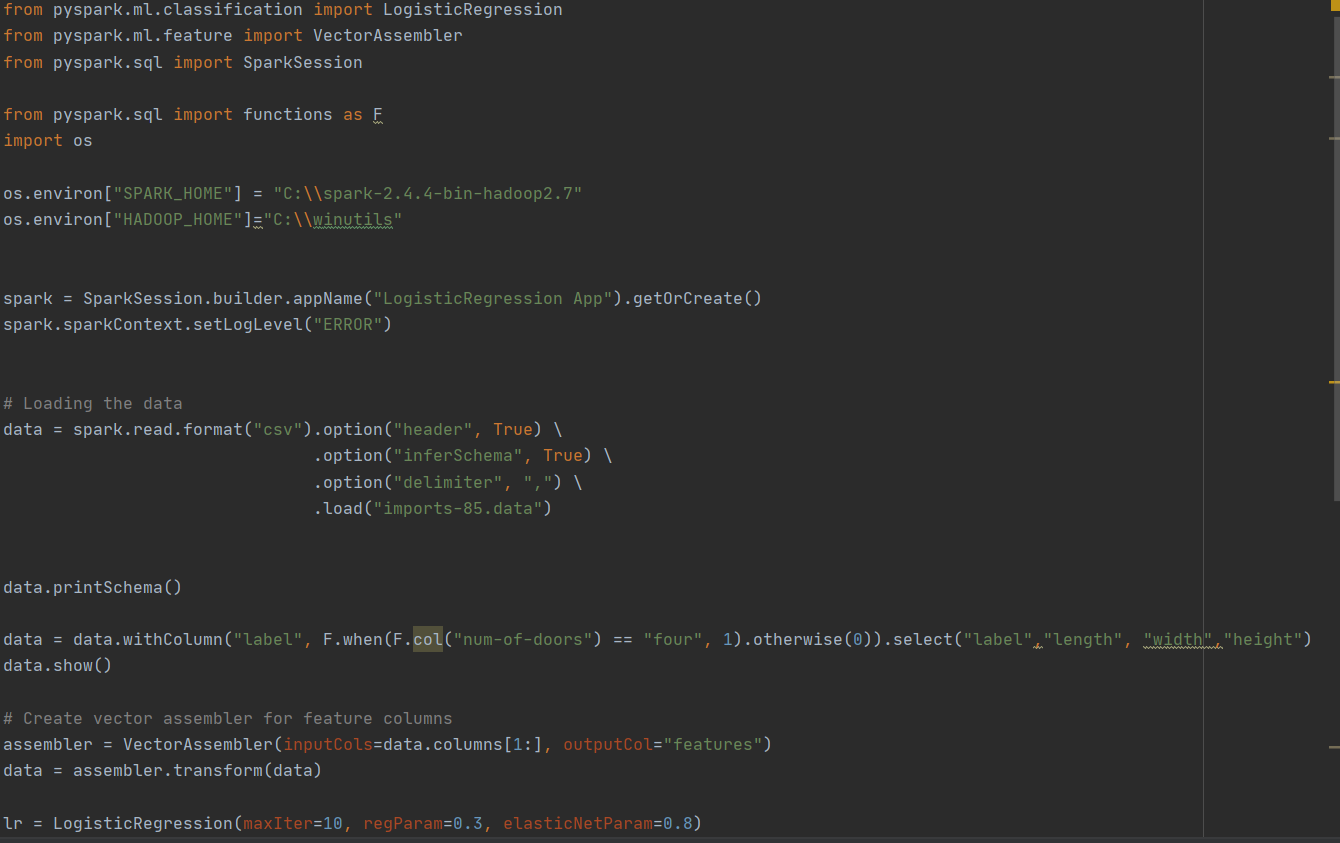 from pyspark.ml.classification import LogisticRegression
from pyspark.ml.feature import VectorAssembler
from pyspark.sql import SparkSession
from pyspark.sql import functions as F
import os
os.environ["SPARK_HOME"] = "C:\\spark-2.4.4-bin-hadoop2.7"
os.environ["HADOOP_HOME"]="C:\\winutils"
spark = SparkSession.builder.appName("LogisticRegression App").getOrCreate()
spark.sparkContext.setLogLevel("ERROR")
# Loading the data
data = spark.read.format("csv").option("header", True) \
.option("inferSchema", True) \
.option("delimiter", ",") \
.load("imports-85.data")
data.printSchema()
data = data.withColumn("label", F.when(F.col("num-of-doors") == "four", 1).otherwise(0)).select("label","length", "width","height")
data.show()
# Create vector assembler for feature columns
assembler = VectorAssembler(inputCols=data.columns[1:], outputCol="features")
data = assembler.transform(data)
lr = LogisticRegression(maxIter=10, regParam=0.3, elasticNetParam=0.8)